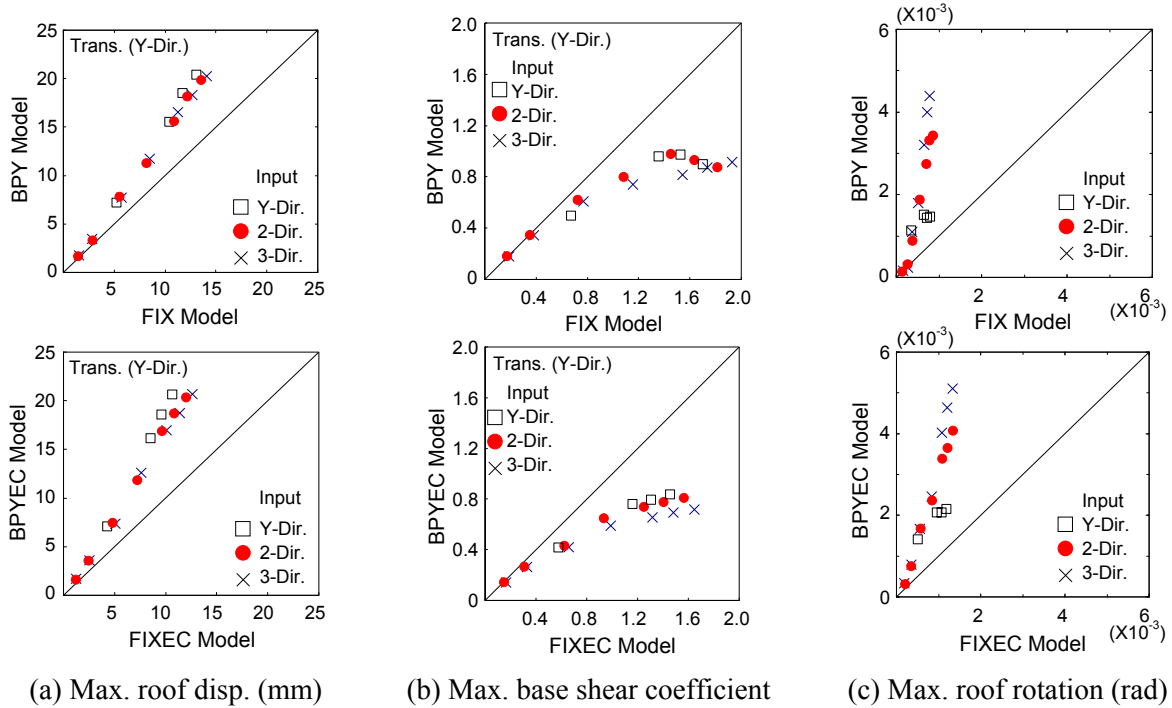 (X10⁻³)
25
20
15
10
5
0
BPY Model
Trans. (Y-Dir.)
Input
Y-Dir.
2-Dir.
3-Dir.
5 10 15 20 25
FIX Model
2.0
1.6
1.2
0.8
0.4
0
BPY Model
Trans. (Y-Dir.)
Input
Y-Dir.
2-Dir.
3-Dir.
0.4 0.8 1.2 1.6 2.0
FIX Model
6
4
2
0
BPY Model
Input
Y-Dir.
2-Dir.
3-Dir.
2 4 6
FIX Model
(X10⁻³)
(X10⁻³)
25
20
15
10
5
0
BPYEC Model
Trans. (Y-Dir.)
Input
Y-Dir.
2-Dir.
3-Dir.
5 10 15 20 25
FIXEC Model
2.0
1.6
1.2
0.8
0.4
0
BPYEC Model
Trans. (Y-Dir.)
Input
Y-Dir.
2-Dir.
3-Dir.
0.4 0.8 1.2 1.6 2.0
FIXEC Model
6
4
2
0
BPYEC Model
Input
Y-Dir.
2-Dir.
3-Dir.
2 4 6
FIXEC Model
(X10⁻³)
(a) Max. roof disp. (mm)
(b) Max. base shear coefficient
(c) Max. roof rotation (rad)